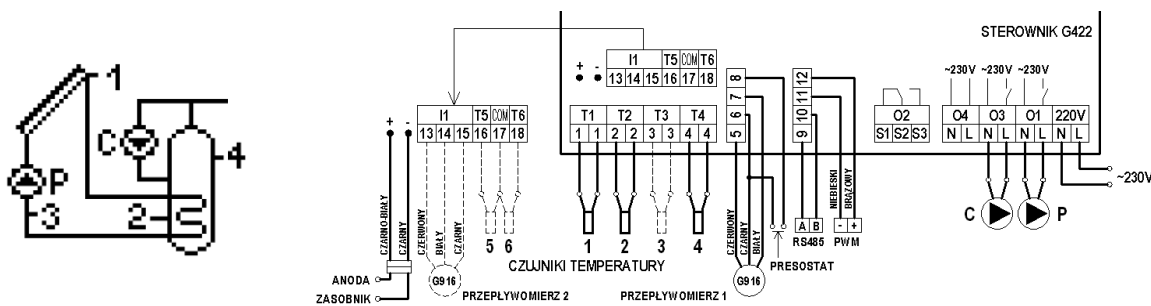 1
C
4
P
3
2
STEROWNIK G422
I1 T5 COM T6
13 14 15 16 17 18
+ -
8
7
6
5
12
11
10
9
~230V ~230V ~230V
I1 T5 COM T6
13 14 15 16 17 18
+ -
T1 T2 T3 T4
1 1 2 2 3 3 4 4
O2
S1 S2 S3
O4 O3 O1 220V
N L N L N L N L
~230V
CZARNO-BIAŁY
CZARNY
CZERWONY
BIAŁY
CZARNY
5 6
1 2 3 4
CZERWONY
CZARNY
BIAŁY
NIEBIESKI
BRĄZOWY
A B
- +
RS485 PWM
C P
PRESOSTAT
CZUJNIKI TEMPERATURY
ANODA
ZASOBNIK
G916
G916
PRZEPŁYWOMIERZ 2
PRZEPŁYWOMIERZ 1